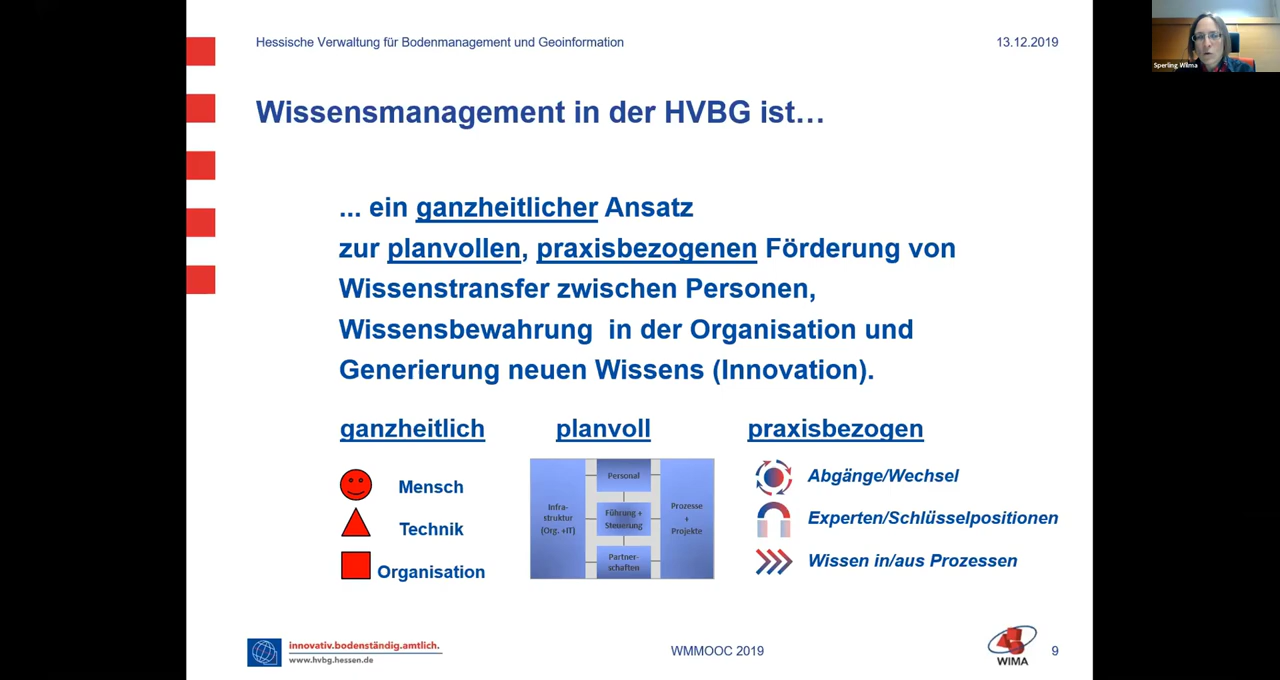 Hessische Verwaltung für Bodenmanagement und Geoinformation
13.12.2019
Sperling Wilma
Wissensmanagement in der HVBG ist…
... ein ganzheitlicher Ansatz
zur planvollen, praxisbezogenen Förderung von
Wissenstransfer zwischen Personen,
Wissensbewahrung in der Organisation und
Generierung neuen Wissens (Innovation).
ganzheitlich
Mensch
Technik
Organisation
planvoll
Infra-
struktur
(Org. +IT)
Personal
Führung +
Steuerung
Partner-
schaften
Prozesse
+
Projekte
praxisbezogen
Abgänge/Wechsel
Experten/Schlüsselpositionen
Wissen in/aus Prozessen
innovativ.bodenständig.amtlich.
www.hvbg.hessen.de
WMMOOC 2019
WIMA
9